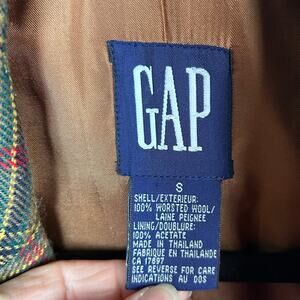 GAP
S
SHELL/EXTERIEUR:
100% WORSTED WOOL/
LAINE PEIGNEE
LINING/DOUBLURE:
100% ACETATE
MADE IN THAILAND
FABRIQUE EN THAILANDE
CA 17897
SEE REVERSE FOR CARE
INDICATIONS AU DOS